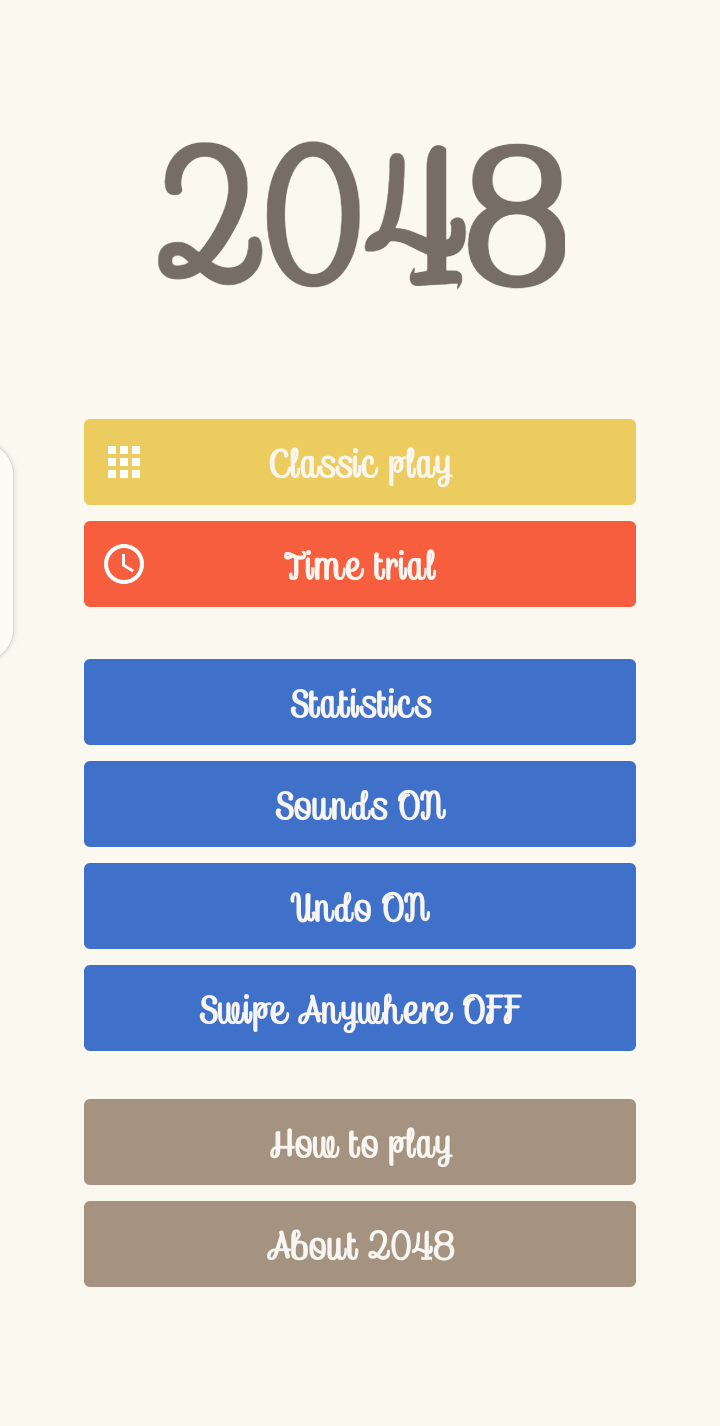 2048
Classic play
Time trial
Statistics
Sounds ON
Undo ON
Swipe Anywhere OFF
How to play
About 2048